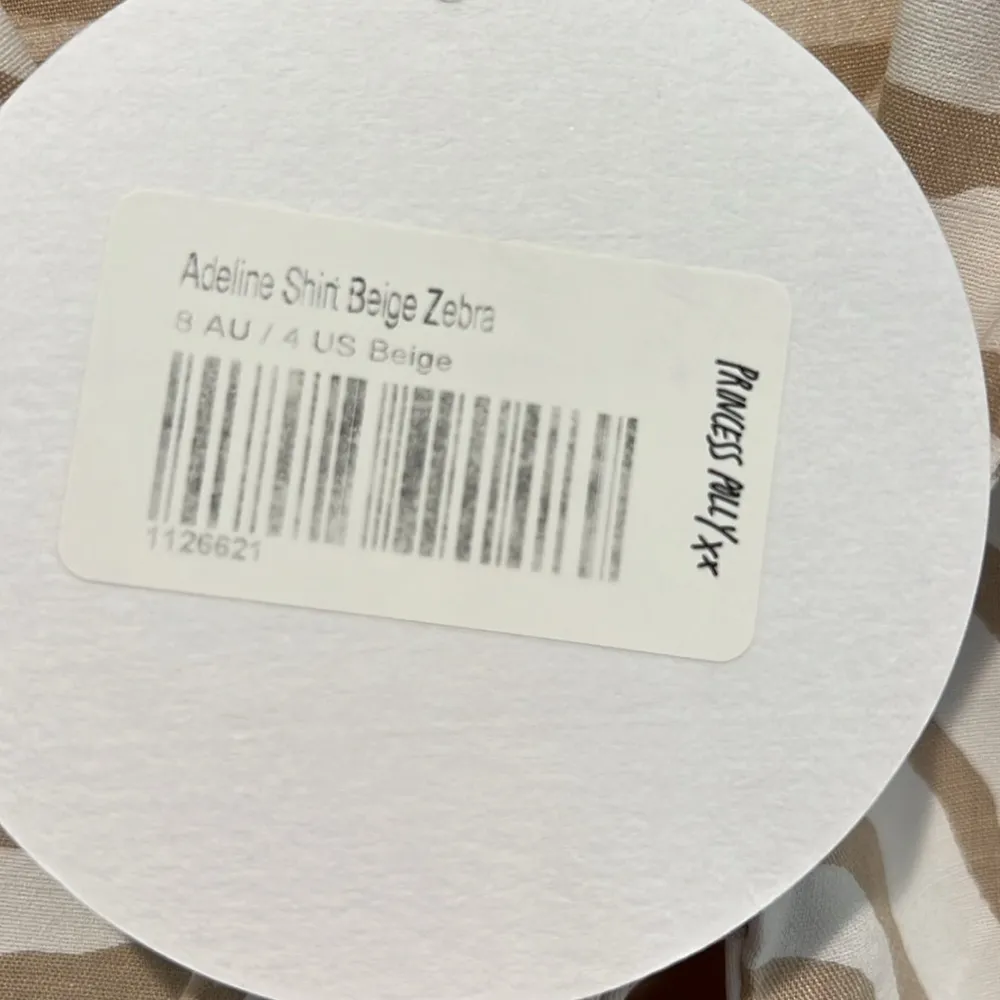 Adeline Shirt Beige Zebra
8 AU / 4 US Beige
1126621
PRINCESS POLLY xx